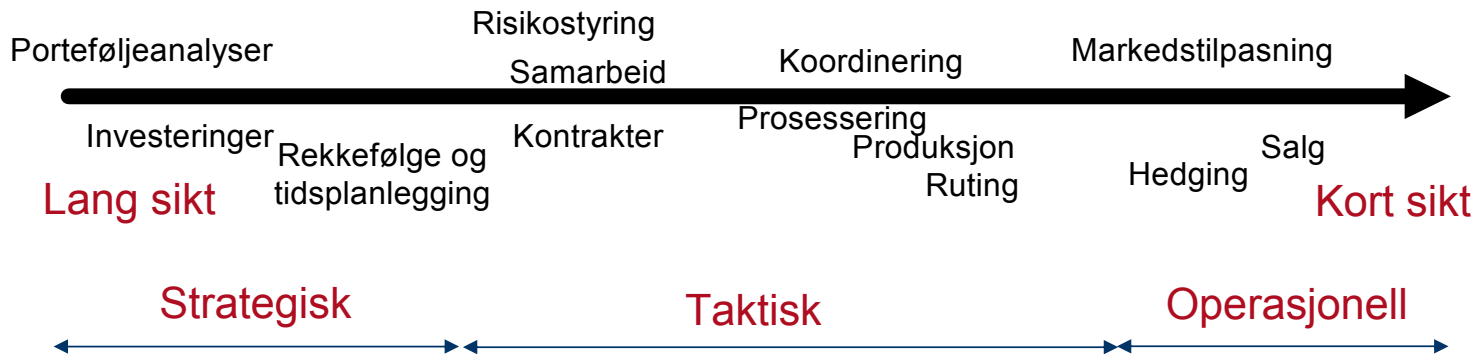 Risikostyring
Porteføljeanalyser
Koordinering
Markedstilpasning
Samarbeid
Investeringer
Kontrakter
Prosessering
Rekkefølge og
tidsplanlegging
Produksjon
Ruting
Hedging
Salg
Lang sikt
Kort sikt
Strategisk
Taktisk
Operasjonell